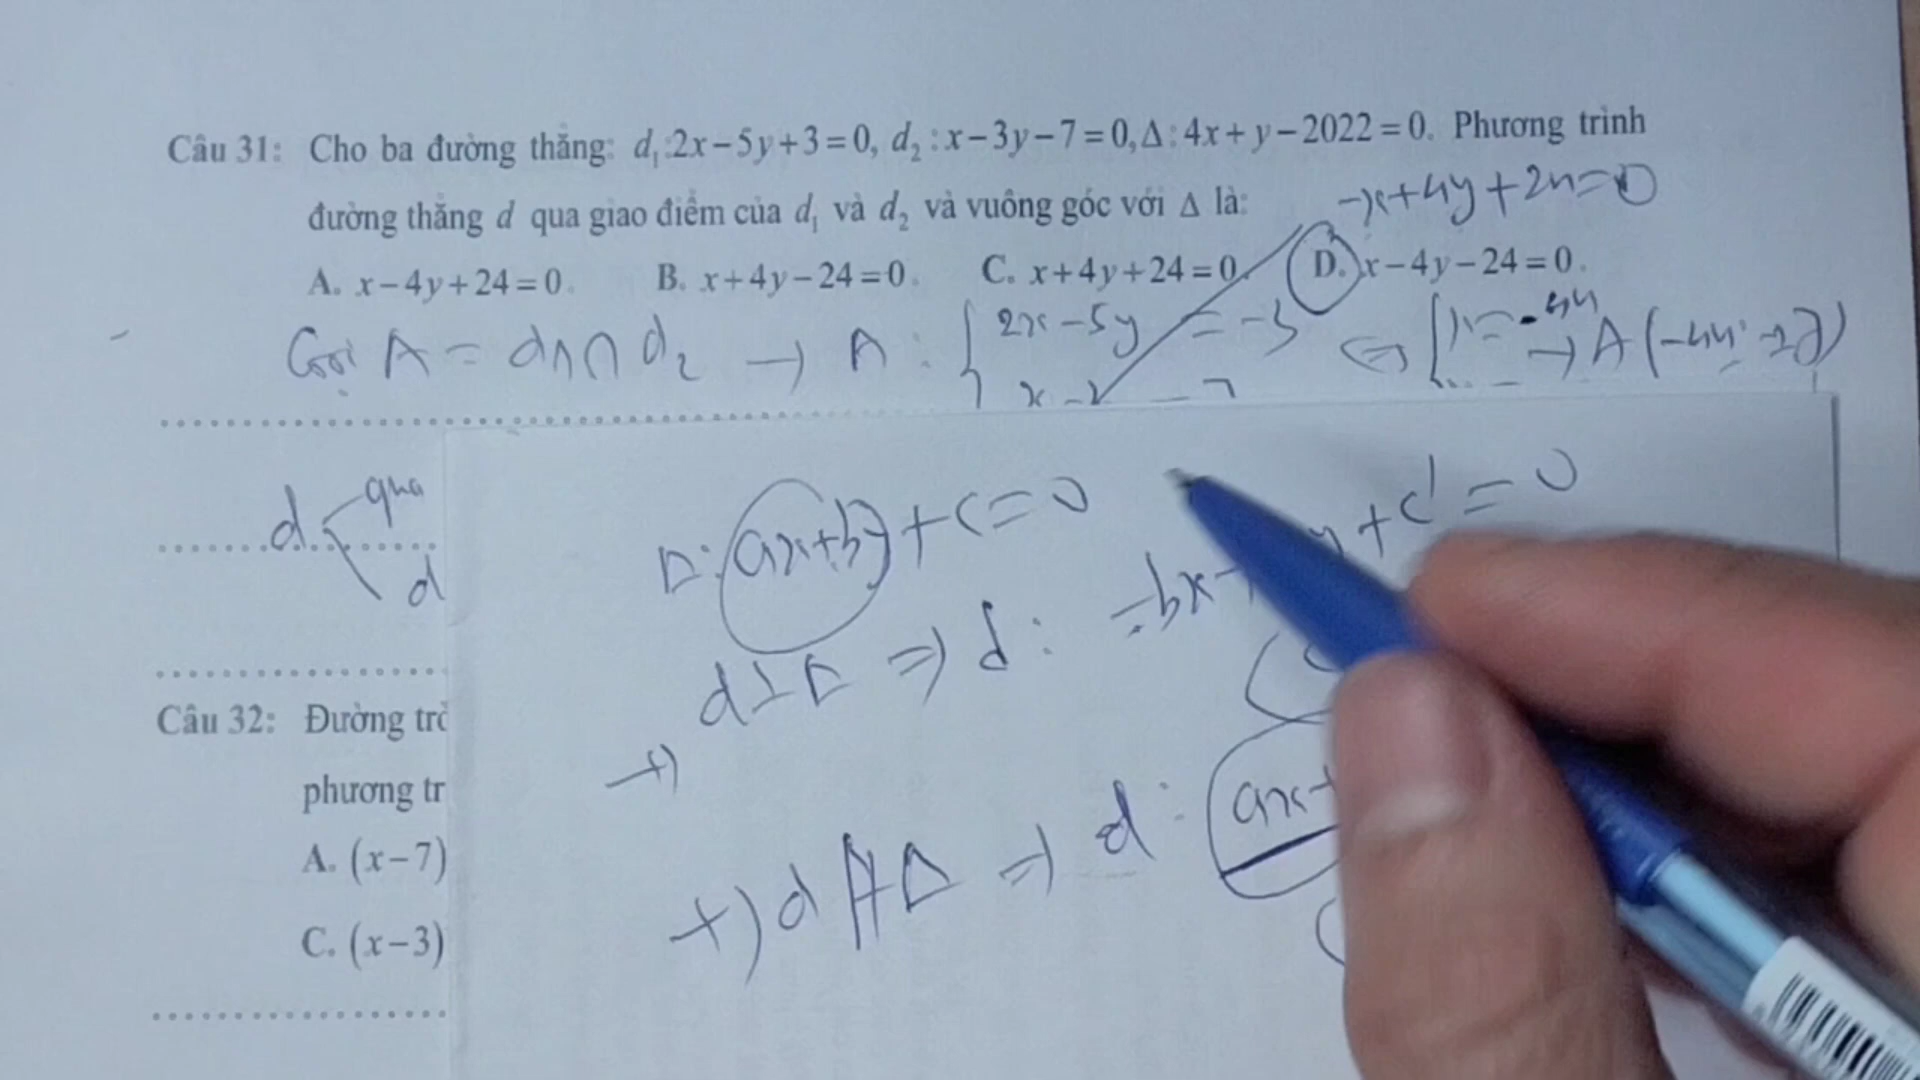 Câu 31: Cho ba đường thẳng: d₁:2x−5y+3=0, d₂:x−3y−7=0,Δ:4x+y−2022=0. Phương trình
đường thẳng d qua giao điểm của d₁ và d₂ và vuông góc với Δ là:
-x+4y+24=0
A. x−4y+24=0. B. x+4y−24=0. C. x+4y+24=0. D. x−4y−24=0.
Gọi A = d₁∩d₂ → A : { 2x-5y = -3 ⇔
→ A(-44;-17)
d qua
d
Δ: ax+by+c=0
d⊥Δ ⇒ d: -bx+ y+c'=0
+)
+) d // Δ ⇒ d: ax+
Câu 32: Đường trò
phương tr
A. (x−7)
C. (x−3)